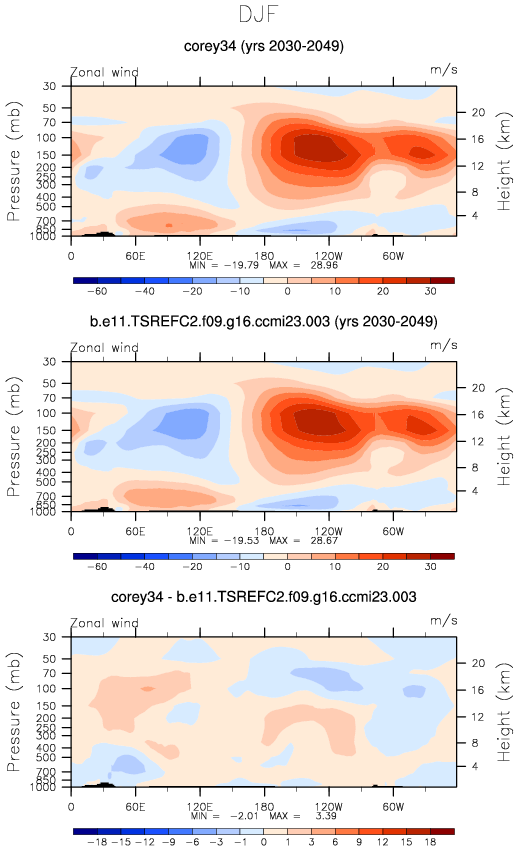 DJF
corey34 (yrs 2030-2049)
Zonal wind m/s
30
50
70
100
150
200
250
300
400
500
700
850
1000
Pressure (mb)
20
16
12
8
4
Height (km)
0 60E 120E 180 120W 60W
MIN = -19.79 MAX = 28.96
-60 -40 -20 -10 0 10 20 30
b.e11.TSREFC2.f09.g16.ccmi23.003 (yrs 2030-2049)
Zonal wind m/s
30
50
70
100
150
200
250
300
400
500
700
850
1000
Pressure (mb)
20
16
12
8
4
Height (km)
0 60E 120E 180 120W 60W
MIN = -19.53 MAX = 28.67
-60 -40 -20 -10 0 10 20 30
corey34 - b.e11.TSREFC2.f09.g16.ccmi23.003
Zonal wind m/s
30
50
70
100
150
200
250
300
400
500
700
850
1000
Pressure (mb)
20
16
12
8
4
Height (km)
0 60E 120E 180 120W 60W
MIN = -2.01 MAX = 3.39
-18 -15 -12 -9 -6 -3 -1 0 1 3 6 9 12 15 18